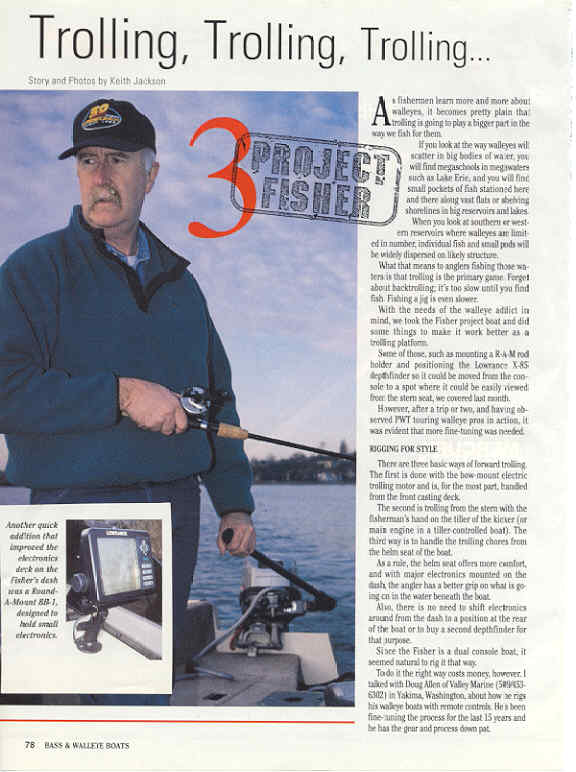 Trolling, Trolling, Trolling...
Story and Photos by Keith Jackson
3
PROJECT
FISHER
As fishermen learn more and more about
walleyes, it becomes pretty plain that
trolling is going to play a bigger part in the
way we fish for them.
If you look at the way walleyes will
scatter in big bodies of water, you
will find megaschools in megawaters
such as Lake Erie, and you will find
small pockets of fish stationed here
and there along vast flats or shelving
shorelines in big reservoirs and lakes.
When you look at southern or west-
ern reservoirs where walleyes are limit-
ed in number, individual fish and small pods will
be widely dispersed on likely structure.
What that means to anglers fishing those wa-
ters is that trolling is the primary game. Forget
about backtrolling; it's too slow until you find
fish. Fishing a jig is even slower.
With the needs of the walleye addict in
mind, we took the Fisher project boat and did
some things to make it work better as a
trolling platform.
Some of those, such as mounting a R-A-M rod
holder and positioning the Lowrance X-85
depthfinder so it could be moved from the con-
sole to a spot where it could be easily viewed
from the stern seat, we covered last month.
However, after a trip or two, and having ob-
served PWT touring walleye pros in action, it
was evident that more fine-tuning was needed.
RIGGING FOR STYLE
There are three basic ways of forward trolling.
The first is done with the bow-mount electric
trolling motor and is, for the most part, handled
from the front casting deck.
The second is trolling from the stern with the
fisherman's hand on the tiller of the kicker (or
main engine in a tiller-controlled boat). The
third way is to handle the trolling chores from
the helm seat of the boat.
As a rule, the helm seat offers more comfort,
and with major electronics mounted on the
dash, the angler has a better grip on what is go-
ing on in the water beneath the boat.
Also, there is no need to shift electronics
around from the dash to a position at the rear
of the boat or to buy a second depthfinder for
that purpose.
Since the Fisher is a dual console boat, it
seemed natural to rig it that way.
To do it the right way costs money, however. I
talked with Doug Allen of Valley Marine (509/453-
6302) in Yakima, Washington, about how he rigs
his walleye boats with remote controls. He's been
fine-tuning the process for the last 15 years and
he has the gear and process down pat.
Another quick
addition that
improved the
electronics
deck on the
Fisher's dash
was a Round-
A-Mount BB-1,
designed to
hold small
electronics.
LOWRANCE
78 BASS & WALLEYE BOATS